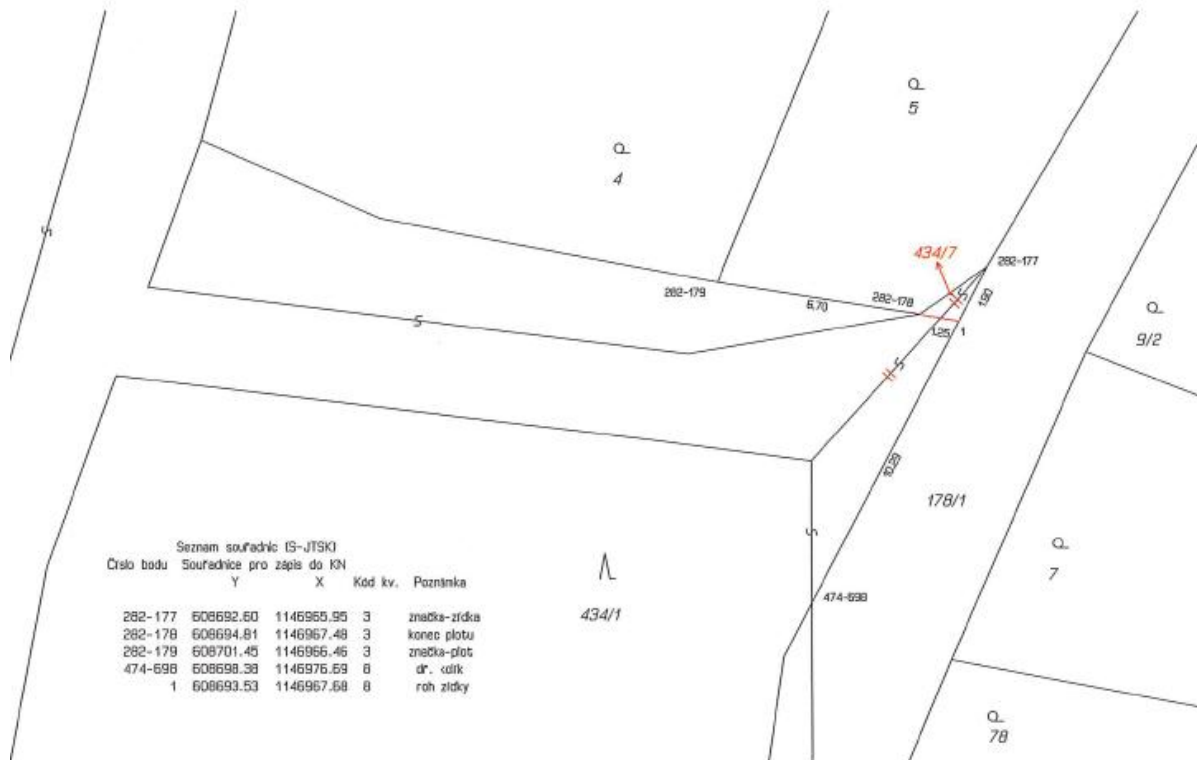 5
4
434/7
282-177
282-179
6,70
282-178
1,90
1,25
1
9/2
10,29
178/1
7
474-698
434/1
78
Seznam souřadnic (S-JTSK)
Číslo bodu Souřadnice pro zápis do KN
Y X Kód kv. Poznámka
282-177 608692.60 1146965.95 3 značka-zídka
282-178 608694.81 1146967.48 3 konec plotu
282-179 608701.45 1146966.46 3 značka-plot
474-698 608698.38 1146976.69 8 dř. kolík
1 608693.53 1146967.68 8 roh zídky